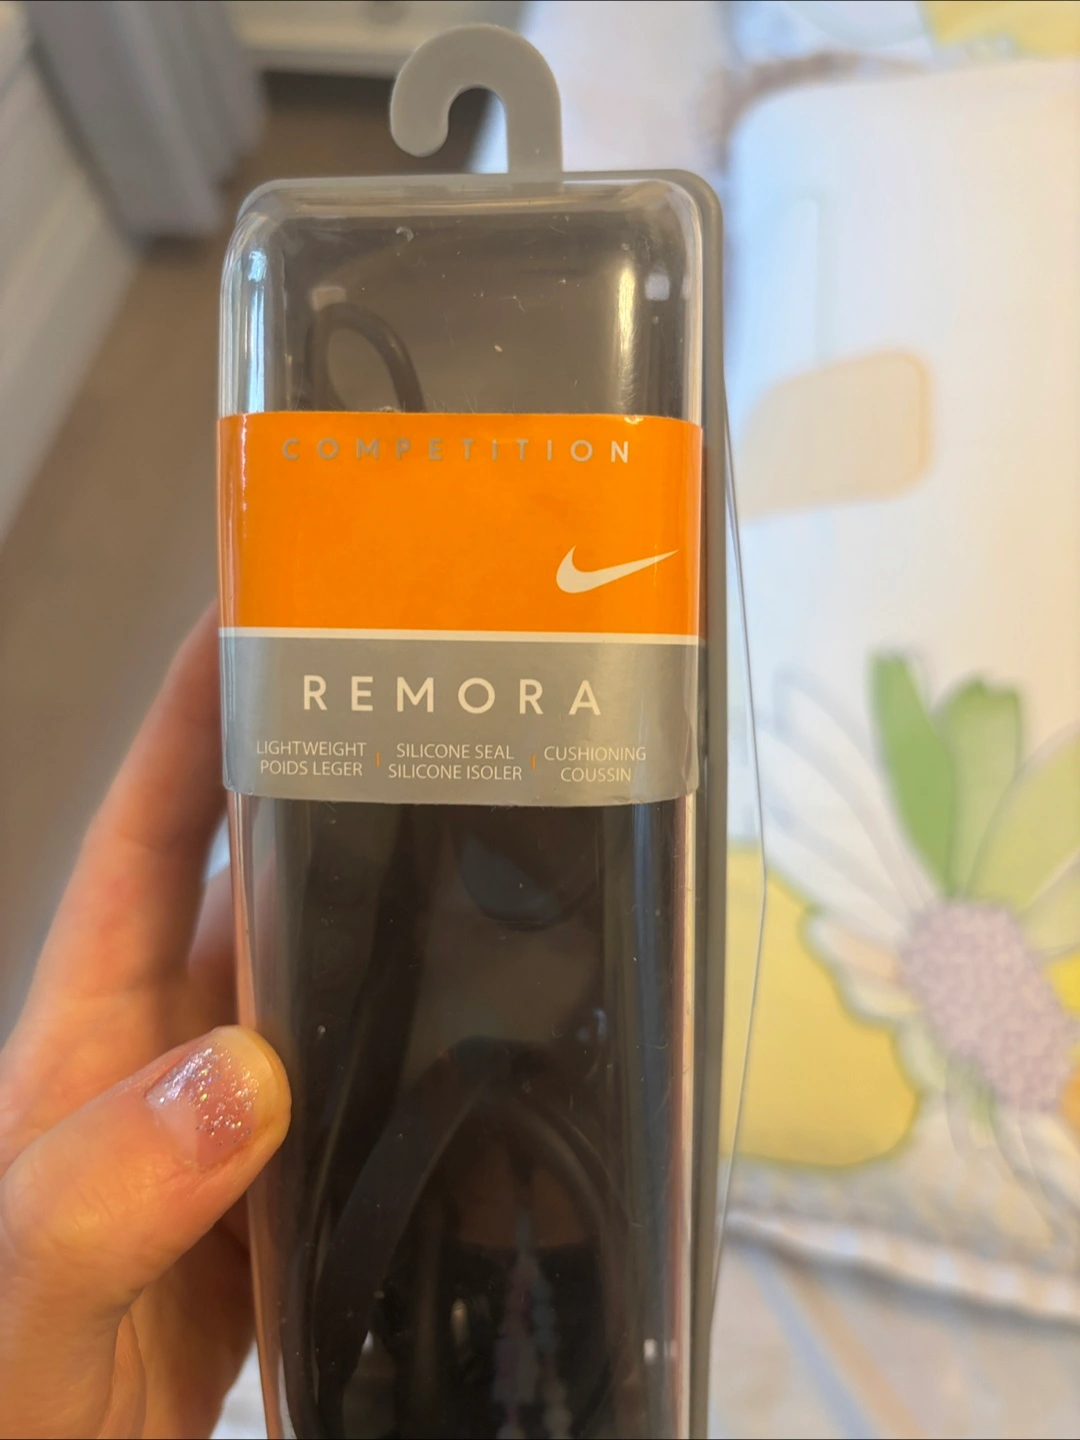 COMPETITION
REMORA
LIGHTWEIGHT | SILICONE SEAL | CUSHIONING
POIDS LEGER | SILICONE ISOLER | COUSSIN